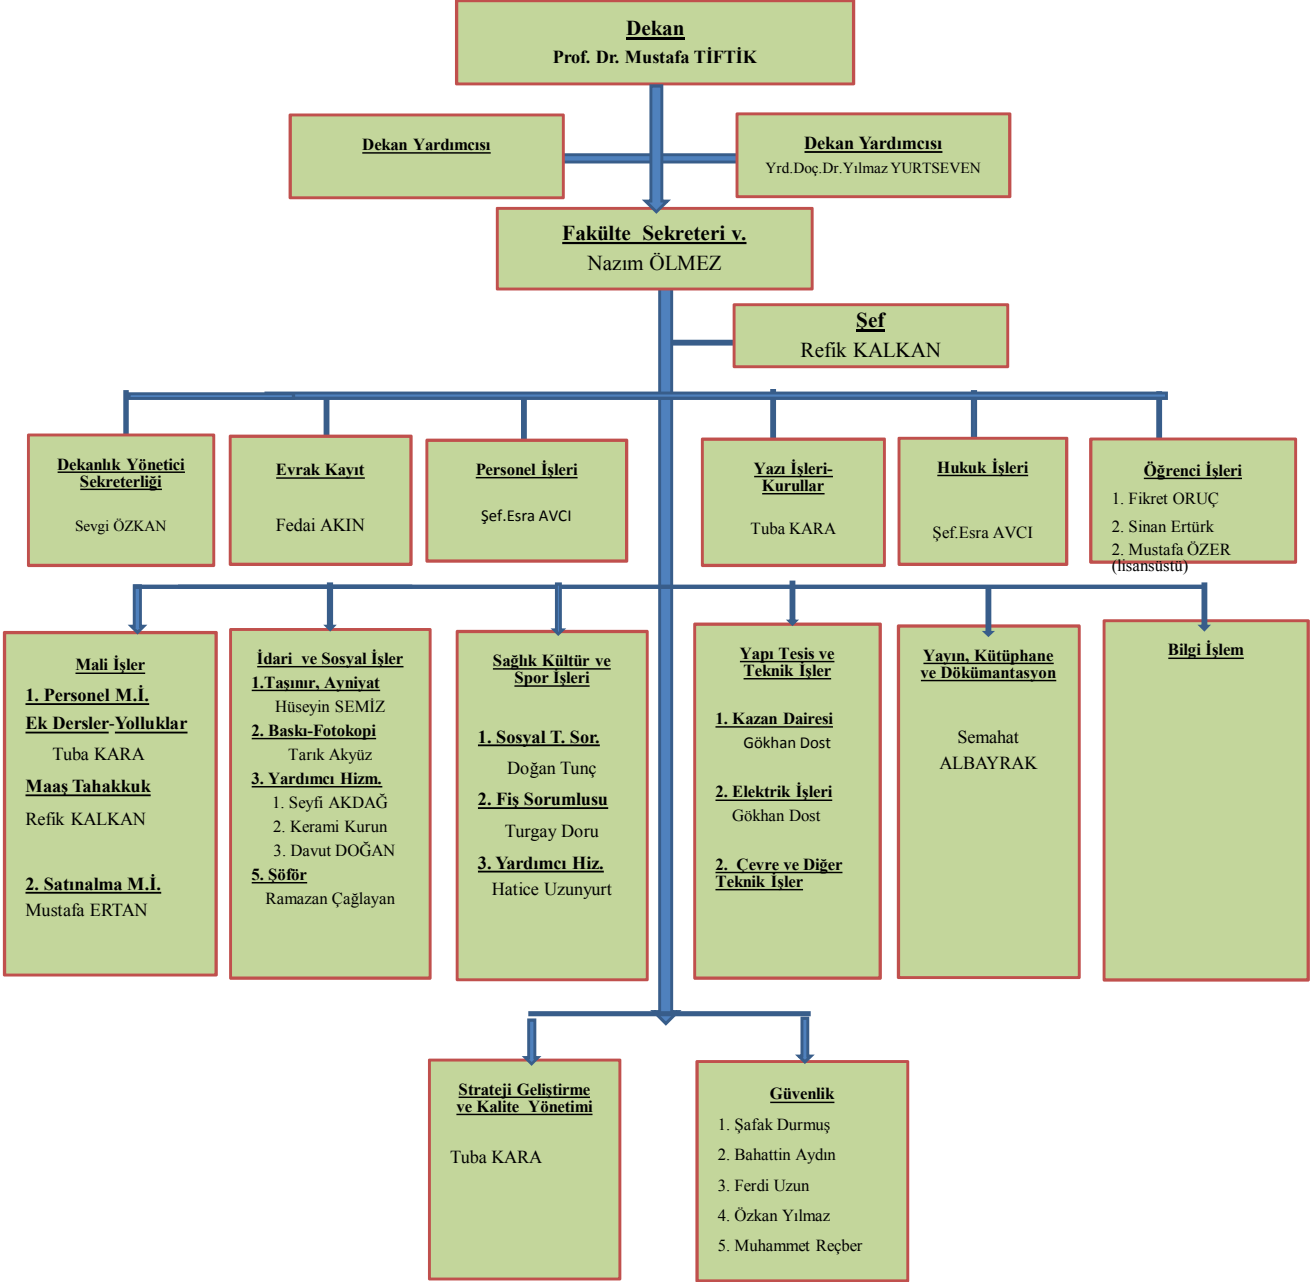 Dekan
Prof. Dr. Mustafa TİFTİK
Dekan Yardımcısı
Dekan Yardımcısı
Yrd.Doç.Dr.Yılmaz YURTSEVEN
Fakülte Sekreteri v.
Nazım ÖLMEZ
Şef
Refik KALKAN
Dekanlık Yönetici
Sekreterliği
Sevgi ÖZKAN
Evrak Kayıt
Fedai AKIN
Personel İşleri
Şef.Esra AVCI
Yazı İşleri-
Kurullar
Tuba KARA
Hukuk İşleri
Şef.Esra AVCI
Öğrenci İşleri
1. Fikret ORUÇ
2. Sinan Ertürk
2. Mustafa ÖZER
(lisansüstü)
Mali İşler
1. Personel M.İ.
Ek Dersler-Yolluklar
Tuba KARA
Maaş Tahakkuk
Refik KALKAN
2. Satınalma M.İ.
Mustafa ERTAN
İdari ve Sosyal İşler
1.Taşınır, Ayniyat
Hüseyin SEMİZ
2. Baskı-Fotokopi
Tarık Akyüz
3. Yardımcı Hizm.
1. Seyfi AKDAĞ
2. Kerami Kurun
3. Davut DOĞAN
5. Şöför
Ramazan Çağlayan
Sağlık Kültür ve
Spor İşleri
1. Sosyal T. Sor.
Doğan Tunç
2. Fiş Sorumlusu
Turgay Doru
3. Yardımcı Hiz.
Hatice Uzunyurt
Yapı Tesis ve
Teknik İşler
1. Kazan Dairesi
Gökhan Dost
2. Elektrik İşleri
Gökhan Dost
2. Çevre ve Diğer
Teknik İşler
Yayın, Kütüphane
ve Dökümantasyon
Semahat
ALBAYRAK
Bilgi İşlem
Strateji Geliştirme
ve Kalite Yönetimi
Tuba KARA
Güvenlik
1. Şafak Durmuş
2. Bahattin Aydın
3. Ferdi Uzun
4. Özkan Yılmaz
5. Muhammet Reçber